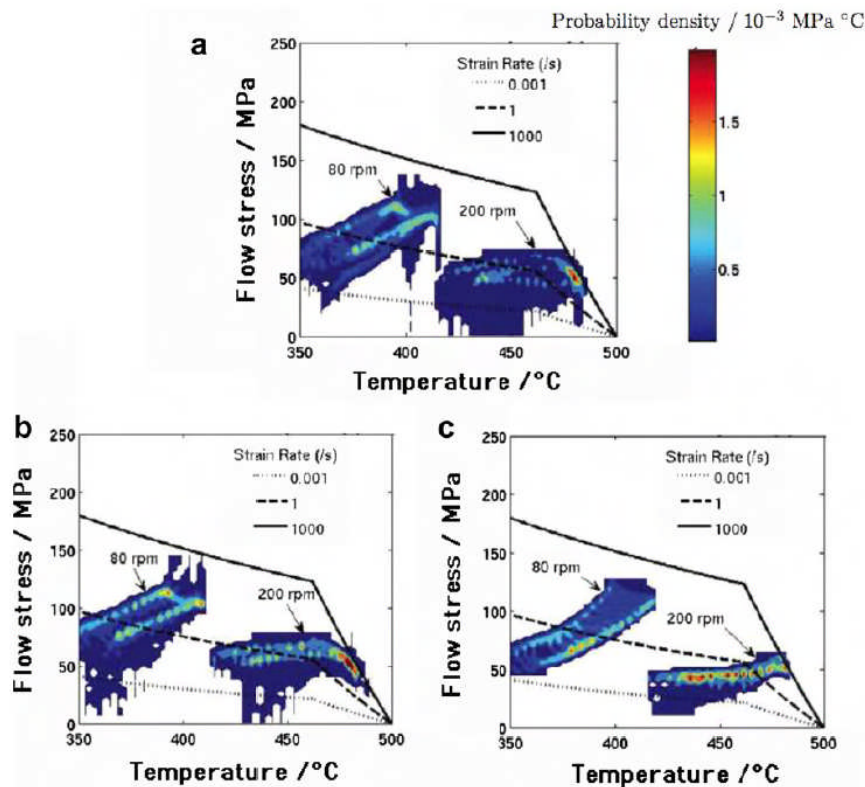 Probability density / 10⁻³ MPa °C
a
250
200
150
100
50
0
Flow stress / MPa
Strain Rate (/s)
0.001
1
1000
80 rpm
200 rpm
350
400
450
500
Temperature /°C
1.5
1
0.5
b
250
200
150
100
50
0
Flow stress / MPa
Strain Rate (/s)
0.001
1
1000
80 rpm
200 rpm
350
400
450
500
Temperature /°C
c
250
200
150
100
50
0
Flow stress / MPa
Strain Rate (/s)
0.001
1
1000
80 rpm
200 rpm
350
400
450
500
Temperature /°C